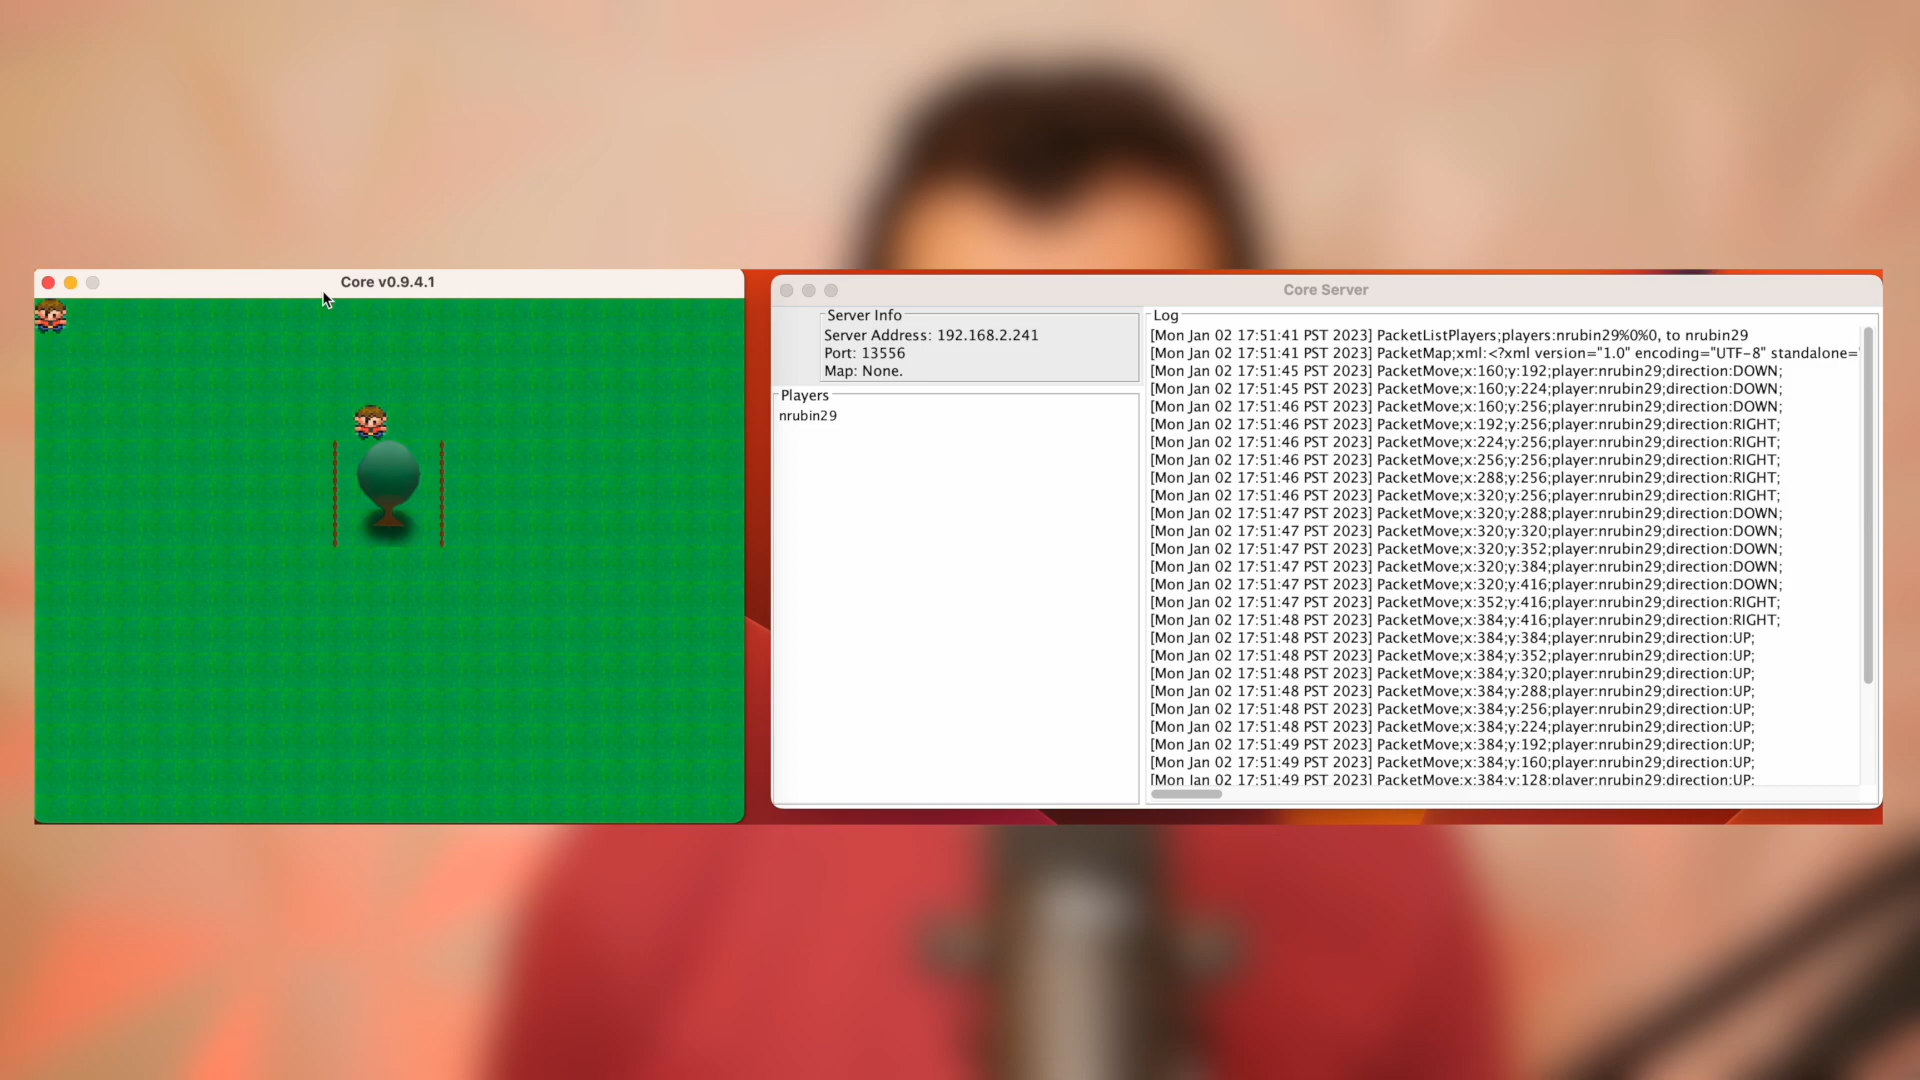 Core v0.9.4.1
Core Server
Server Info
Server Address: 192.168.2.241
Port: 13556
Map: None.
Players
nrubin29
Log
[Mon Jan 02 17:51:41 PST 2023] PacketListPlayers;players:nrubin29%0%0, to nrubin29
[Mon Jan 02 17:51:41 PST 2023] PacketMap;xml:<?xml version="1.0" encoding="UTF-8" standalone="
[Mon Jan 02 17:51:45 PST 2023] PacketMove;x:160;y:192;player:nrubin29;direction:DOWN;
[Mon Jan 02 17:51:45 PST 2023] PacketMove;x:160;y:224;player:nrubin29;direction:DOWN;
[Mon Jan 02 17:51:46 PST 2023] PacketMove;x:160;y:256;player:nrubin29;direction:DOWN;
[Mon Jan 02 17:51:46 PST 2023] PacketMove;x:192;y:256;player:nrubin29;direction:RIGHT;
[Mon Jan 02 17:51:46 PST 2023] PacketMove;x:224;y:256;player:nrubin29;direction:RIGHT;
[Mon Jan 02 17:51:46 PST 2023] PacketMove;x:256;y:256;player:nrubin29;direction:RIGHT;
[Mon Jan 02 17:51:46 PST 2023] PacketMove;x:288;y:256;player:nrubin29;direction:RIGHT;
[Mon Jan 02 17:51:46 PST 2023] PacketMove;x:320;y:256;player:nrubin29;direction:RIGHT;
[Mon Jan 02 17:51:47 PST 2023] PacketMove;x:320;y:288;player:nrubin29;direction:DOWN;
[Mon Jan 02 17:51:47 PST 2023] PacketMove;x:320;y:320;player:nrubin29;direction:DOWN;
[Mon Jan 02 17:51:47 PST 2023] PacketMove;x:320;y:352;player:nrubin29;direction:DOWN;
[Mon Jan 02 17:51:47 PST 2023] PacketMove;x:320;y:384;player:nrubin29;direction:DOWN;
[Mon Jan 02 17:51:47 PST 2023] PacketMove;x:320;y:416;player:nrubin29;direction:DOWN;
[Mon Jan 02 17:51:47 PST 2023] PacketMove;x:352;y:416;player:nrubin29;direction:RIGHT;
[Mon Jan 02 17:51:48 PST 2023] PacketMove;x:384;y:416;player:nrubin29;direction:RIGHT;
[Mon Jan 02 17:51:48 PST 2023] PacketMove;x:384;y:384;player:nrubin29;direction:UP;
[Mon Jan 02 17:51:48 PST 2023] PacketMove;x:384;y:352;player:nrubin29;direction:UP;
[Mon Jan 02 17:51:48 PST 2023] PacketMove;x:384;y:320;player:nrubin29;direction:UP;
[Mon Jan 02 17:51:48 PST 2023] PacketMove;x:384;y:288;player:nrubin29;direction:UP;
[Mon Jan 02 17:51:48 PST 2023] PacketMove;x:384;y:256;player:nrubin29;direction:UP;
[Mon Jan 02 17:51:48 PST 2023] PacketMove;x:384;y:224;player:nrubin29;direction:UP;
[Mon Jan 02 17:51:49 PST 2023] PacketMove;x:384;y:192;player:nrubin29;direction:UP;
[Mon Jan 02 17:51:49 PST 2023] PacketMove;x:384;y:160;player:nrubin29;direction:UP;
[Mon Jan 02 17:51:49 PST 2023] PacketMove;x:384;y:128;player:nrubin29;direction:UP;